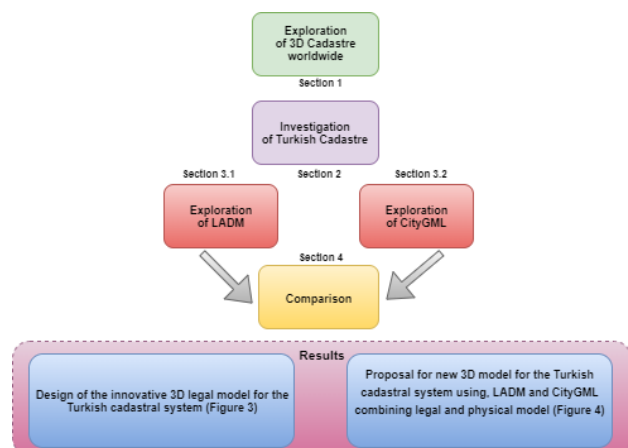 Exploration
of 3D Cadastre
worldwide
Section 1
Investigation
of Turkish Cadastre
Section 3.1
Section 2
Section 3.2
Exploration
of LADM
Exploration
of CityGML
Section 4
Comparison
Results
Design of the innovative 3D legal model for the
Turkish cadastral system (Figure 3)
Proposal for new 3D model for the Turkish
cadastral system using, LADM and CityGML
combining legal and physical model (Figure 4)